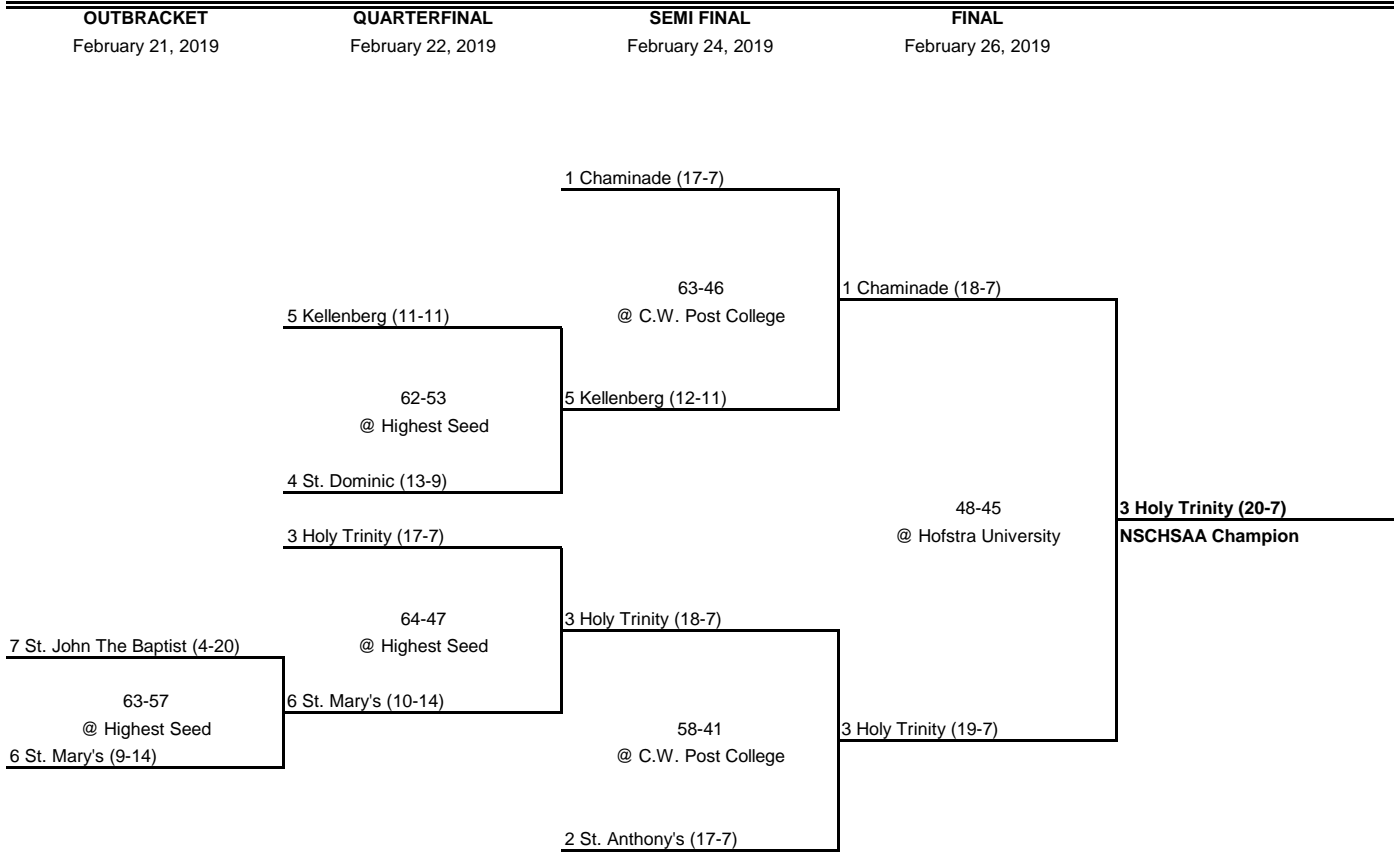 OUTBRACKET QUARTERFINAL SEMI FINAL FINAL
February 21, 2019 February 22, 2019 February 24, 2019 February 26, 2019
1 Chaminade (17-7)
63-46 1 Chaminade (18-7)
5 Kellenberg (11-11) @ C.W. Post College
62-53 5 Kellenberg (12-11)
@ Highest Seed
4 St. Dominic (13-9)
48-45 3 Holy Trinity (20-7)
3 Holy Trinity (17-7) @ Hofstra University NSCHSAA Champion
64-47 3 Holy Trinity (18-7)
7 St. John The Baptist (4-20) @ Highest Seed
63-57 6 St. Mary's (10-14)
@ Highest Seed 58-41 3 Holy Trinity (19-7)
6 St. Mary's (9-14) @ C.W. Post College
2 St. Anthony's (17-7)